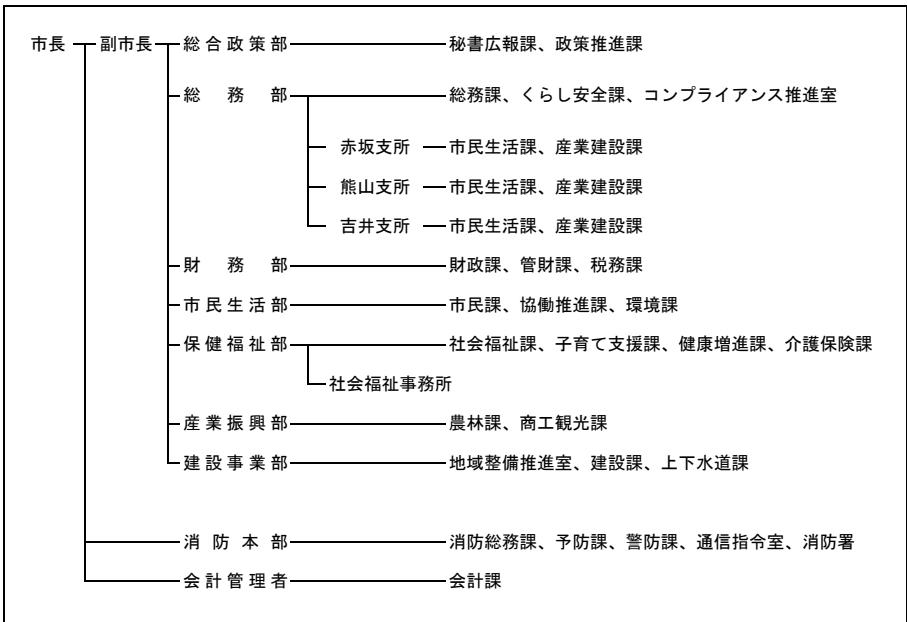 市長 副市長 総合政策部 秘書広報課、政策推進課
総務部 総務課、くらし安全課、コンプライアンス推進室
赤坂支所 市民生活課、産業建設課
熊山支所 市民生活課、産業建設課
吉井支所 市民生活課、産業建設課
財務部 財政課、管財課、税務課
市民生活部 市民課、協働推進課、環境課
保健福祉部 社会福祉課、子育て支援課、健康増進課、介護保険課
社会福祉事務所
産業振興部 農林課、商工観光課
建設事業部 地域整備推進室、建設課、上下水道課
消防本部 消防総務課、予防課、警防課、通信指令室、消防署
会計管理者 会計課